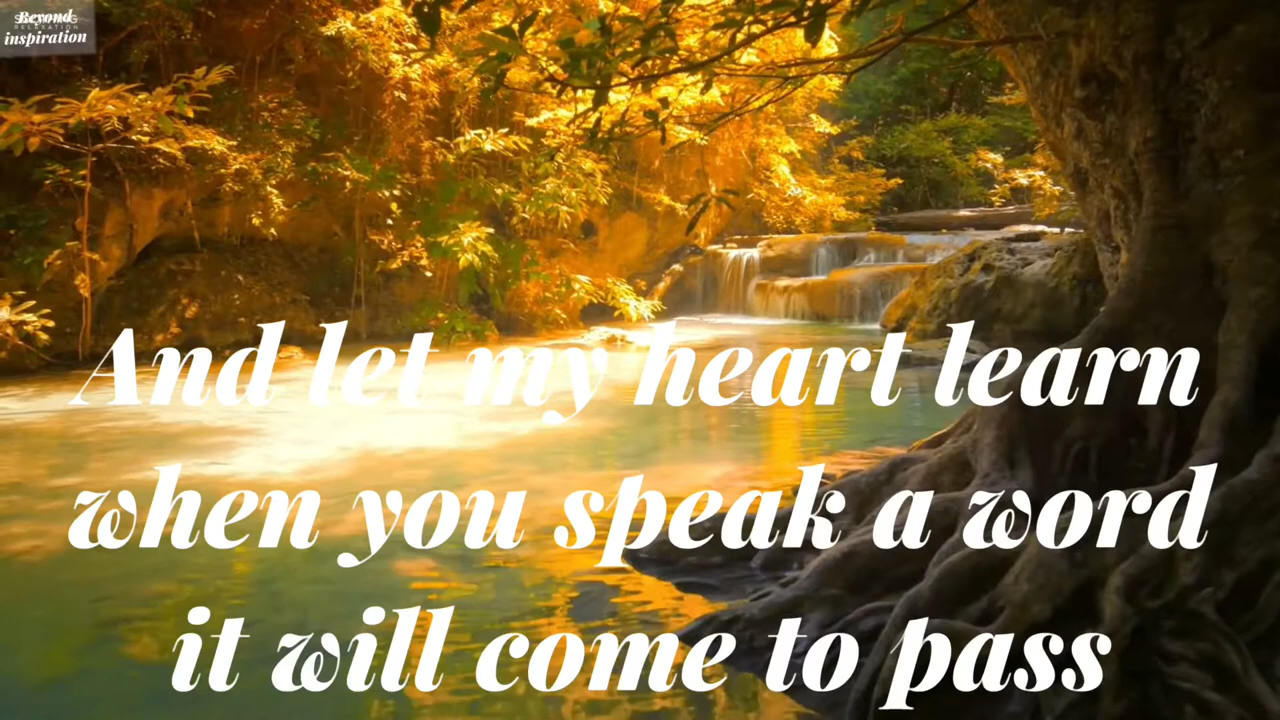 Beyond
inspiration
And let my heart learn
when you speak a word
it will come to pass